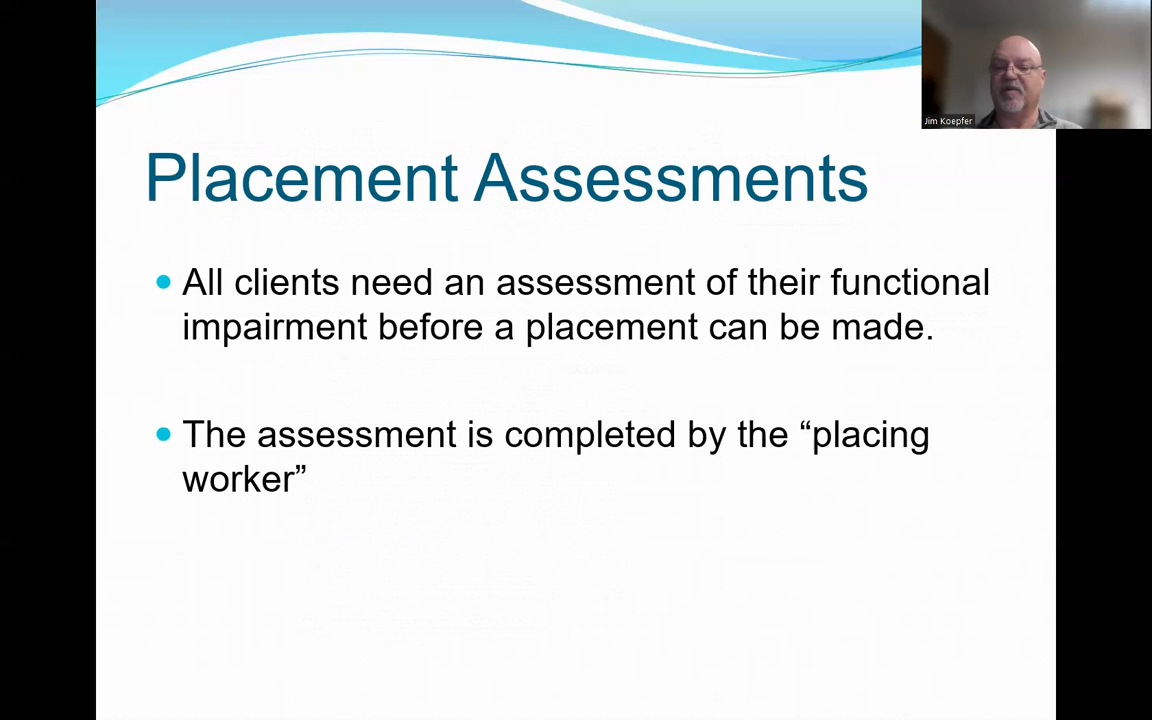 Jim Koepfer
Placement Assessments
All clients need an assessment of their functional
impairment before a placement can be made.
The assessment is completed by the “placing
worker”